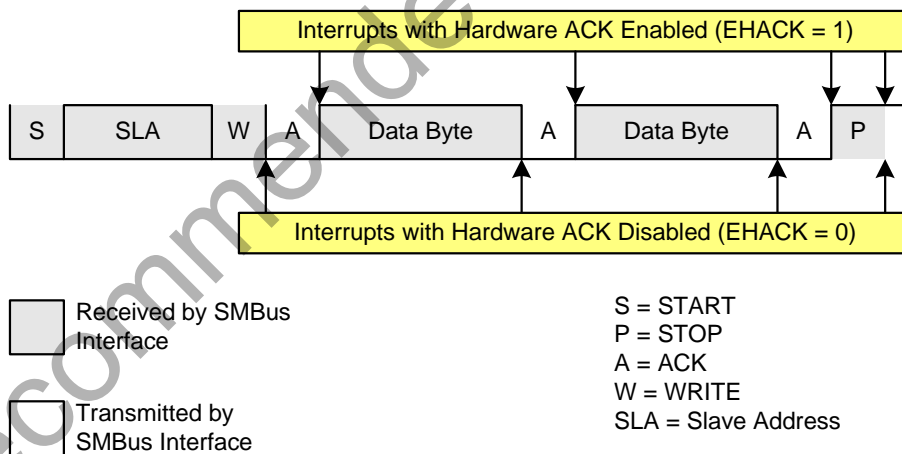 Interrupts with Hardware ACK Enabled (EHACK = 1)
S SLA W A Data Byte A Data Byte A P
Interrupts with Hardware ACK Disabled (EHACK = 0)
Received by SMBus
Interface
Transmitted by
SMBus Interface
S = START
P = STOP
A = ACK
W = WRITE
SLA = Slave Address
ecommende